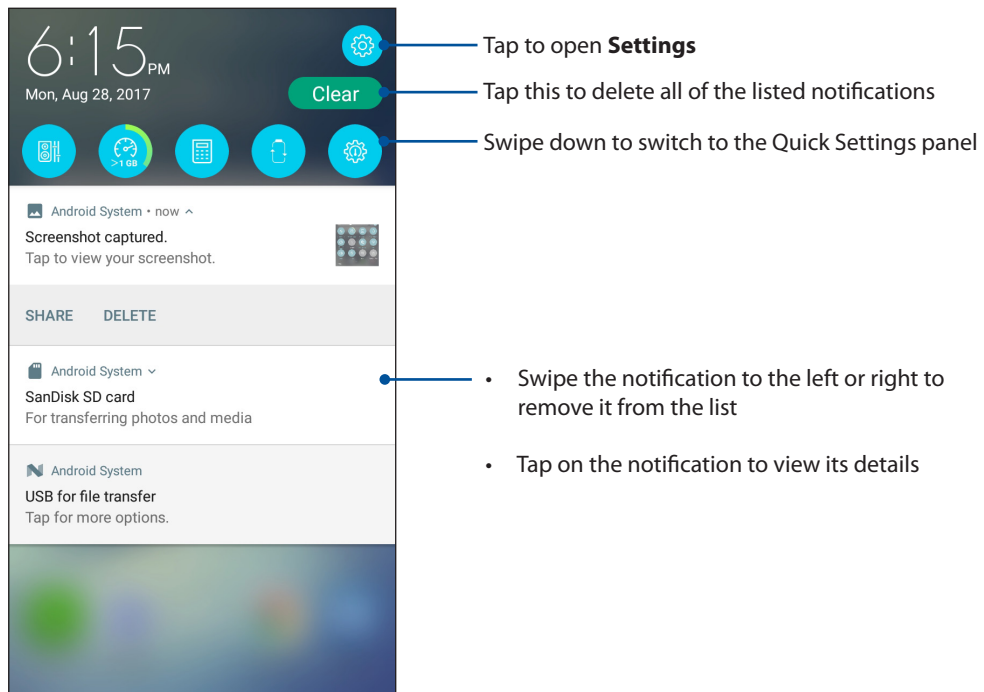 6:15PM
Mon, Aug 28, 2017
Clear
>1 GB
Android System • now
Screenshot captured.
Tap to view your screenshot.
SHARE DELETE
Android System
SanDisk SD card
For transferring photos and media
Android System
USB for file transfer
Tap for more options.
Tap to open Settings
Tap this to delete all of the listed notifications
Swipe down to switch to the Quick Settings panel
• Swipe the notification to the left or right to
remove it from the list
• Tap on the notification to view its details